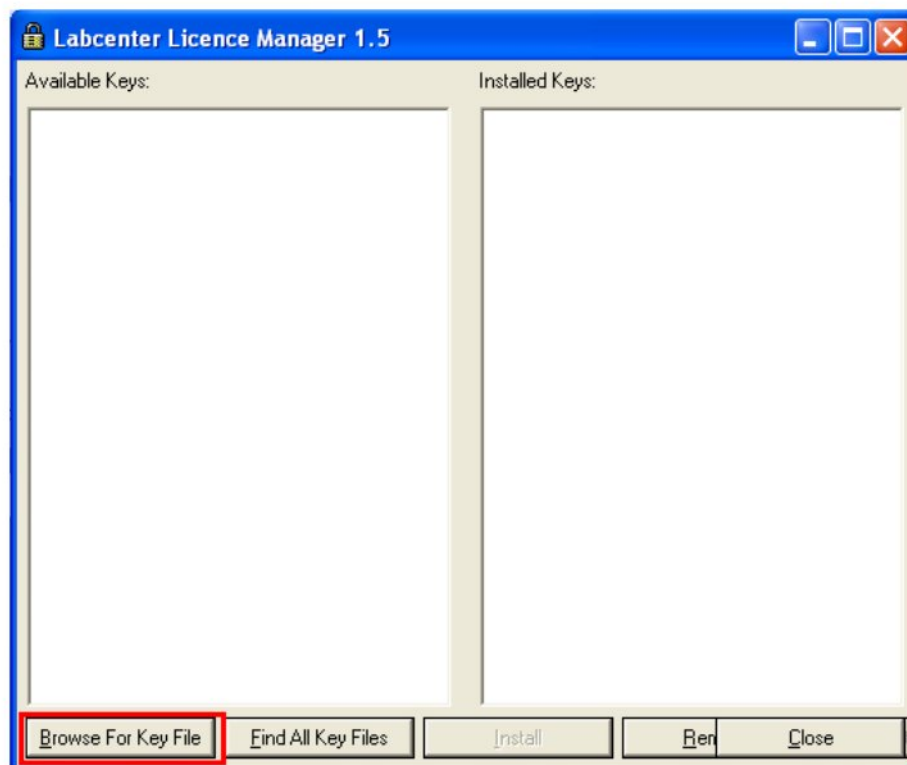 Labcenter Licence Manager 1.5
Available Keys: Installed Keys:
Browse For Key File Find All Key Files Install Ren Close